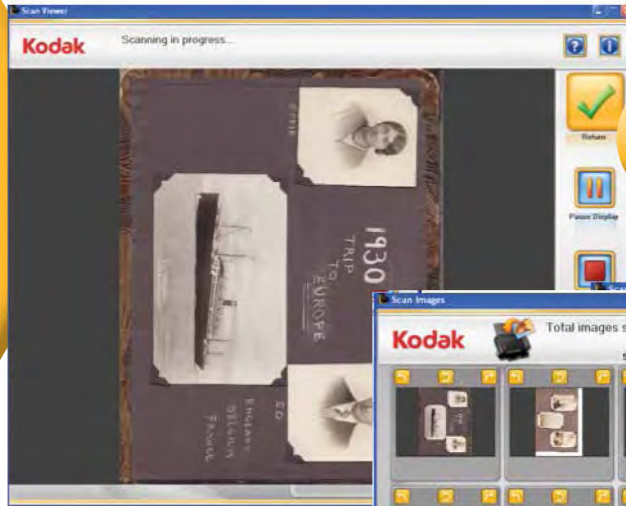 Scan Viewer
Kodak
Scanning in progress...
Return
Pause Display
1930
TRIP
TO
EUROPE
ED
ENGLAND
BELGIUM
FRANCE
Scan Images
Kodak
Total images s